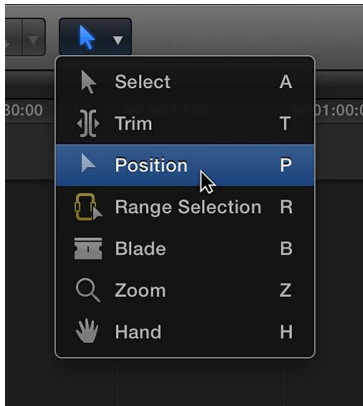 30:00
01:00:0
Select A
Trim T
Position P
Range Selection R
Blade B
Zoom Z
Hand H